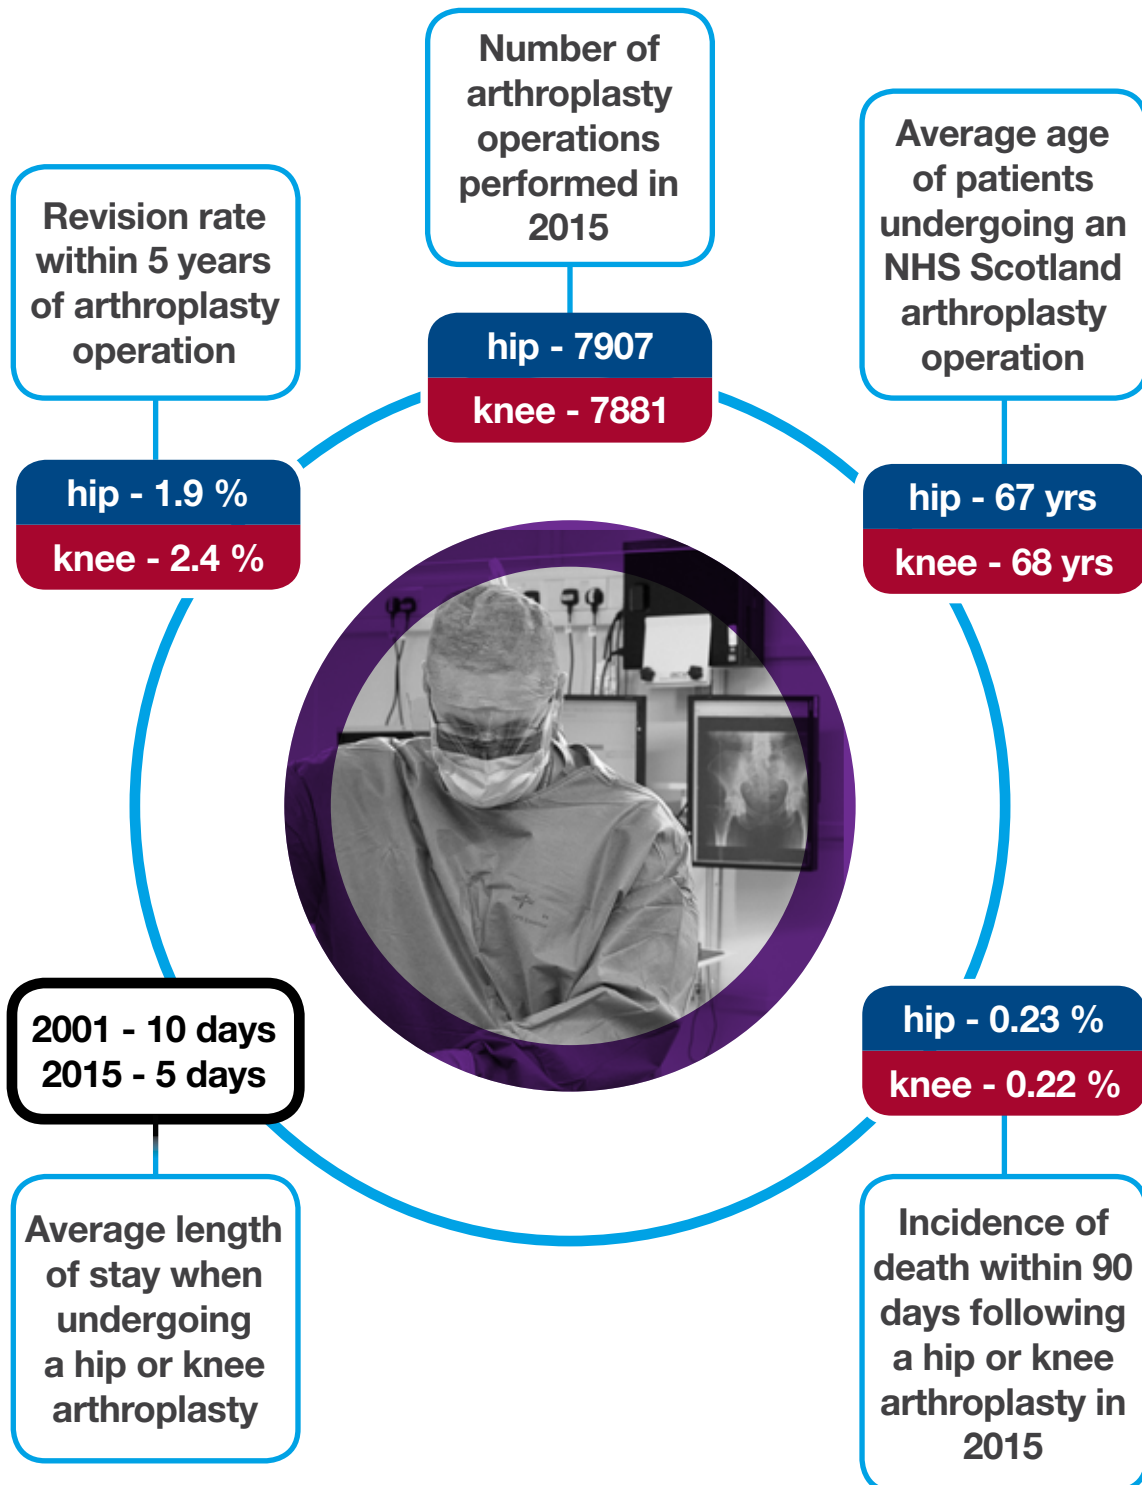 Number of
arthroplasty
operations
performed in
2015
hip - 7907
knee - 7881
Average age
of patients
undergoing an
NHS Scotland
arthroplasty
operation
hip - 67 yrs
knee - 68 yrs
Revision rate
within 5 years
of arthroplasty
operation
hip - 1.9 %
knee - 2.4 %
2001 - 10 days
2015 - 5 days
Average length
of stay when
undergoing
a hip or knee
arthroplasty
hip - 0.23 %
knee - 0.22 %
Incidence of
death within 90
days following
a hip or knee
arthroplasty in
2015